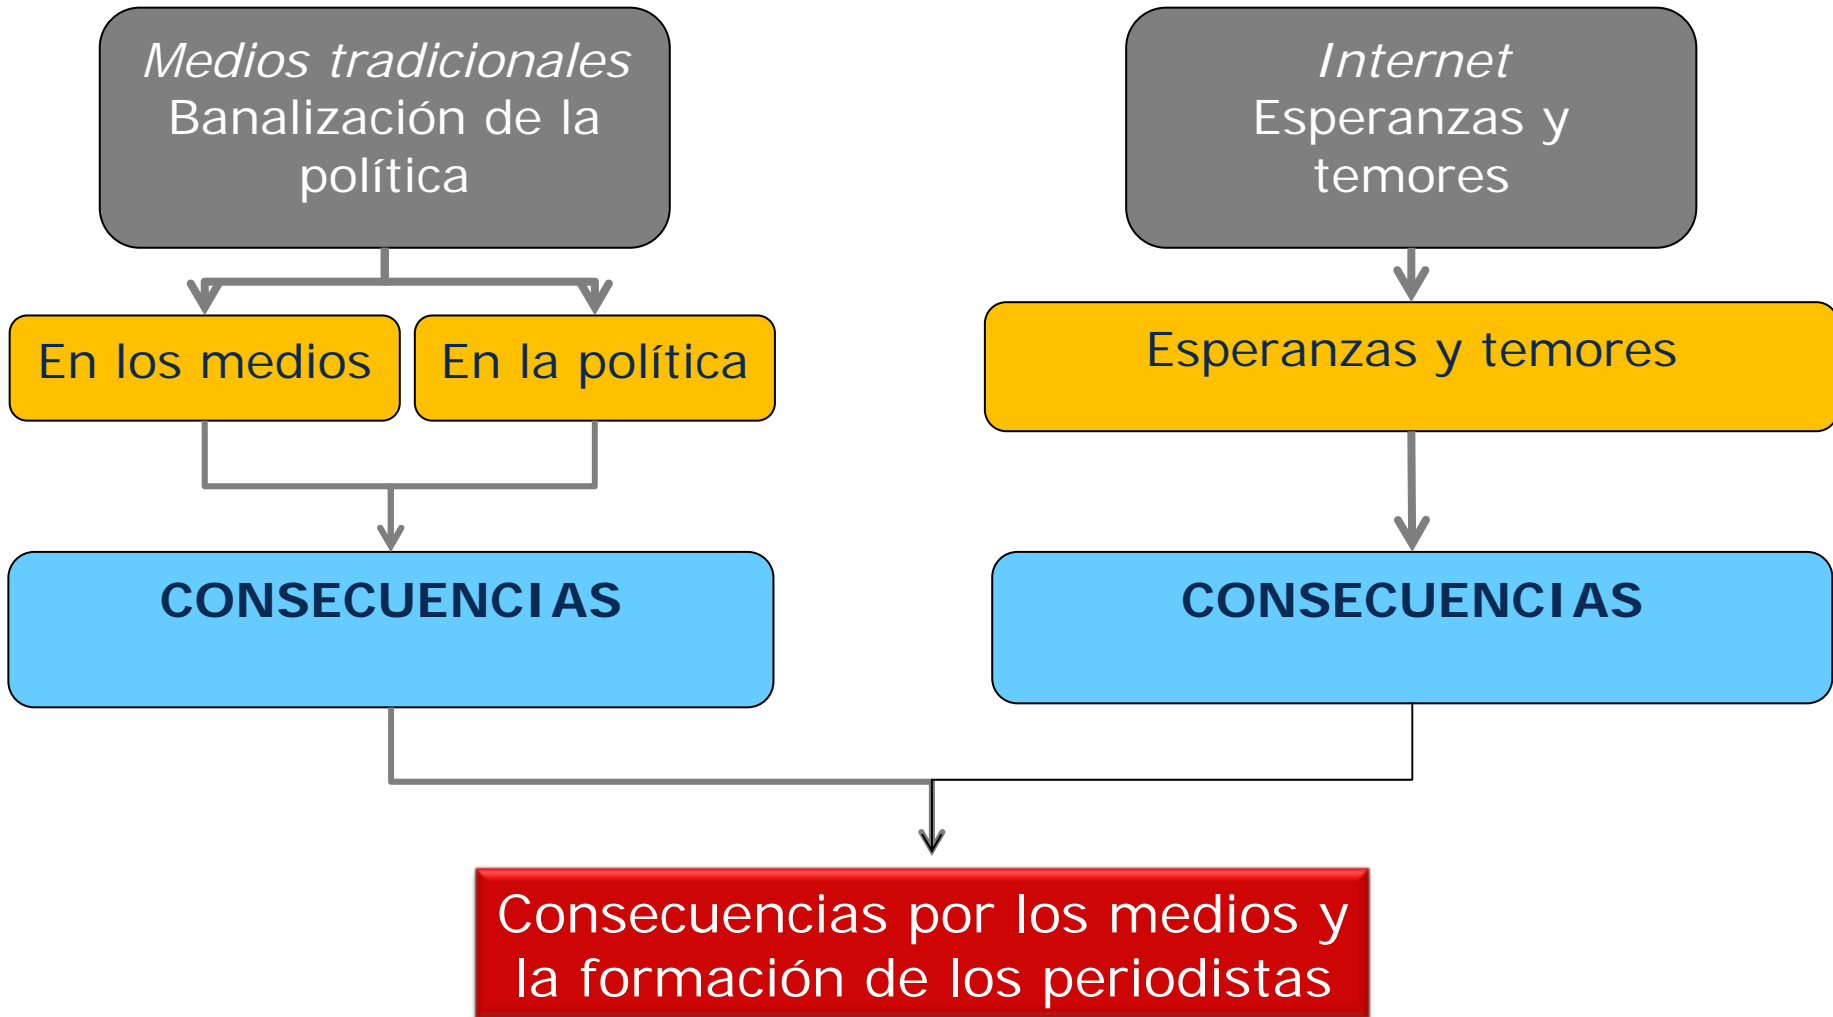 Medios tradicionales
Banalización de la
política
Internet
Esperanzas y
temores
En los medios
En la política
Esperanzas y temores
CONSECUENCIAS
CONSECUENCIAS
Consecuencias por los medios y
la formación de los periodistas